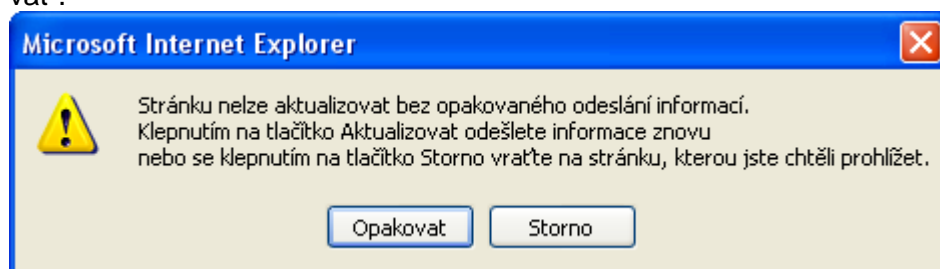 vat".
Microsoft Internet Explorer
Stránku nelze aktualizovat bez opakovaného odeslání informací.
Klepnutím na tlačítko Aktualizovat odešlete informace znovu
nebo se klepnutím na tlačítko Storno vraťte na stránku, kterou jste chtěli prohlížet.
Opakovat Storno